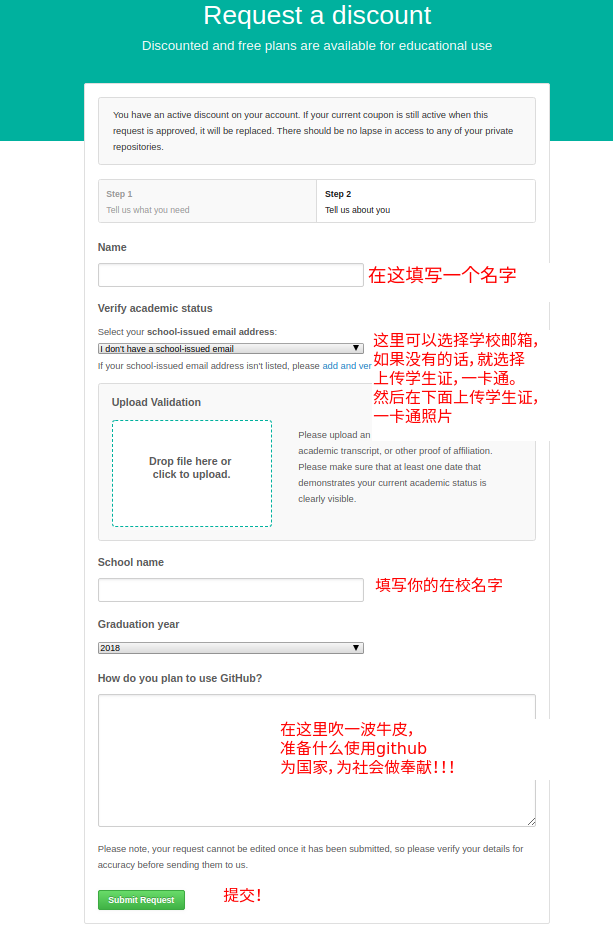 Request a discount
Discounted and free plans are available for educational use
You have an active discount on your account. If your current coupon is still active when this
request is approved, it will be replaced. There should be no lapse in access to any of your private
repositories.
Step 1
Tell us what you need
Step 2
Tell us about you
Name
在这填写一个名字
Verify academic status
Select your school-issued email address:
I don't have a school-issued email
If your school-issued email address isn't listed, please add and ver
这里可以选择学校邮箱，
如果没有的话，就选择
上传学生证，一卡通。
然后在下面上传学生证，
一卡通照片
Upload Validation
Drop file here or
click to upload.
Please upload an
academic transcript, or other proof of affiliation.
Please make sure that at least one date that
demonstrates your current academic status is
clearly visible.
School name
填写你的在校名字
Graduation year
2018
How do you plan to use GitHub?
在这里吹一波牛皮，
准备什么使用github
为国家，为社会做奉献！！！
Please note, your request cannot be edited once it has been submitted, so please verify your details for
accuracy before sending them to us.
Submit Request
提交！